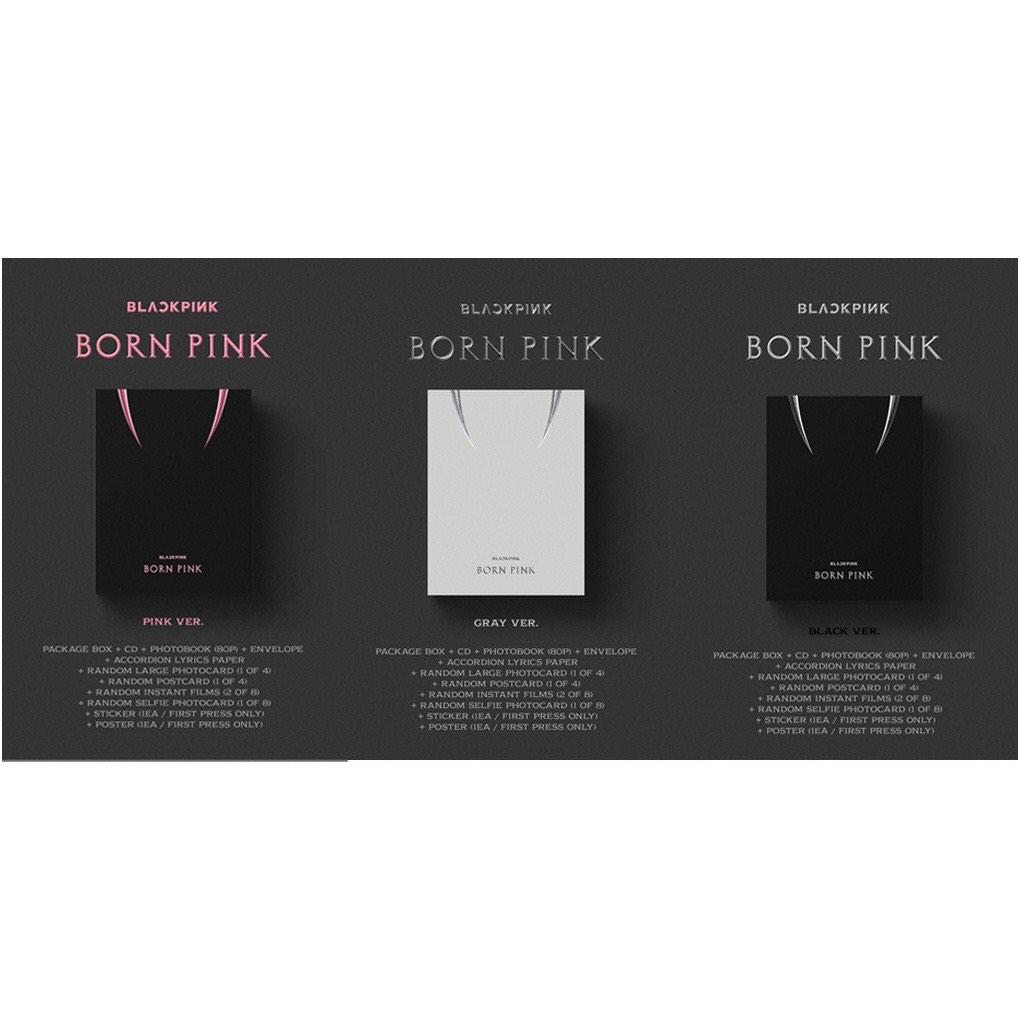 BLACKPINK
BORN PINK
BLACKPINK
BORN PINK
PINK VER.
PACKAGE BOX + CD + PHOTOBOOK (80P) + ENVELOPE
+ ACCORDION LYRICS PAPER
+ RANDOM LARGE PHOTOCARD (1 OF 4)
+ RANDOM POSTCARD (1 OF 4)
+ RANDOM INSTANT FILMS (2 OF 8)
+ RANDOM SELFIE PHOTOCARD (1 OF 8)
+ STICKER (1EA / FIRST PRESS ONLY)
+ POSTER (1EA / FIRST PRESS ONLY)
BLACKPINK
BORN PINK
BLACKPINK
BORN PINK
GRAY VER.
PACKAGE BOX + CD + PHOTOBOOK (80P) + ENVELOPE
+ ACCORDION LYRICS PAPER
+ RANDOM LARGE PHOTOCARD (1 OF 4)
+ RANDOM POSTCARD (1 OF 4)
+ RANDOM INSTANT FILMS (2 OF 8)
+ RANDOM SELFIE PHOTOCARD (1 OF 8)
+ STICKER (1EA / FIRST PRESS ONLY)
+ POSTER (1EA / FIRST PRESS ONLY)
BLACKPINK
BORN PINK
BLACKPINK
BORN PINK
BLACK VER.
PACKAGE BOX + CD + PHOTOBOOK (80P) + ENVELOPE
+ ACCORDION LYRICS PAPER
+ RANDOM LARGE PHOTOCARD (1 OF 4)
+ RANDOM POSTCARD (1 OF 4)
+ RANDOM INSTANT FILMS (2 OF 8)
+ RANDOM SELFIE PHOTOCARD (1 OF 8)
+ STICKER (1EA / FIRST PRESS ONLY)
+ POSTER (1EA / FIRST PRESS ONLY)